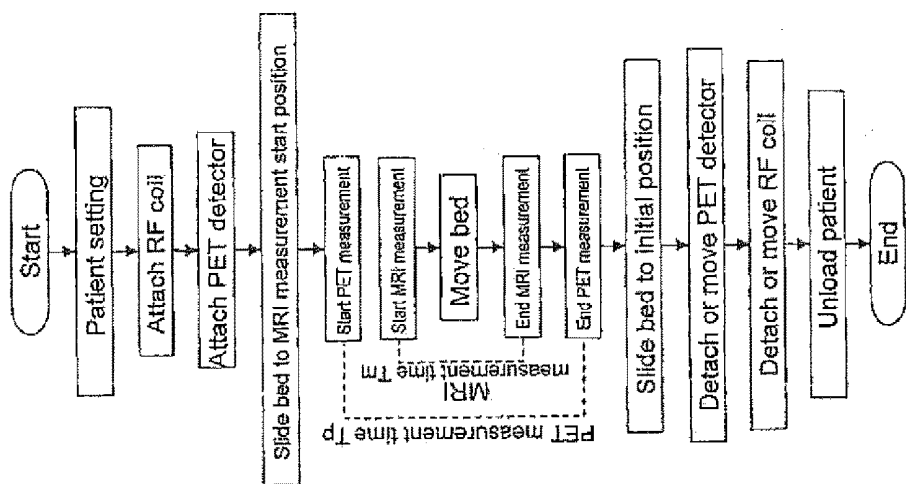 Start
Patient setting
Attach RF coil
Attach PET detector
Slide bed to MRI measurement start position
Start PET measurement
Start MRI measurement
Move bed
End MRI measurement
End PET measurement
MRI
measurement time Tm
PET measurement time Tp
Slide bed to initial position
Detach or move PET detector
Detach or move RF coil
Unload patient
End